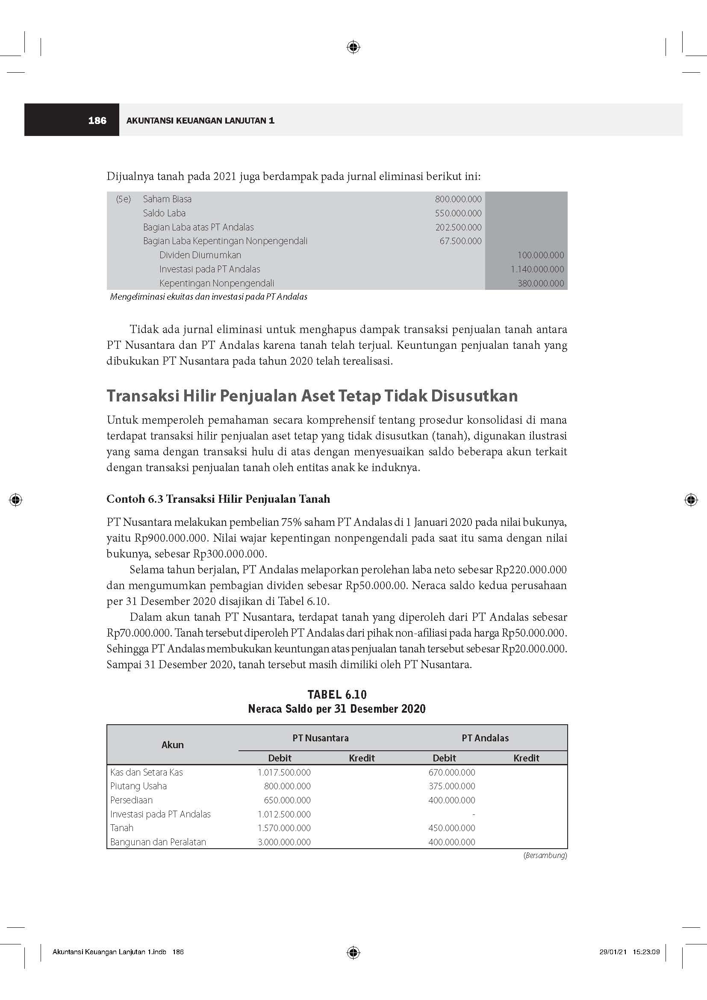 186 AKUNTANSI KEUANGAN LANJUTAN 1
Dijualnya tanah pada 2021 juga berdampak pada jurnal eliminasi berikut ini:
(5e) Saham Biasa 800.000.000
Saldo Laba 550.000.000
Bagian Laba atas PT Andalas 202.500.000
Bagian Laba Kepentingan Nonpengendali 67.500.000
Dividen Diumumkan 100.000.000
Investasi pada PT Andalas 1.140.000.000
Kepentingan Nonpengendali 380.000.000
Mengeliminasi ekuitas dan investasi pada PT Andalas
Tidak ada jurnal eliminasi untuk menghapus dampak transaksi penjualan tanah antara
PT Nusantara dan PT Andalas karena tanah telah terjual. Keuntungan penjualan tanah yang
dibukukan PT Nusantara pada tahun 2020 telah terealisasi.
Transaksi Hilir Penjualan Aset Tetap Tidak Disusutkan
Untuk memperoleh pemahaman secara komprehensif tentang prosedur konsolidasi di mana
terdapat transaksi hilir penjualan aset tetap yang tidak disusutkan (tanah), digunakan ilustrasi
yang sama dengan transaksi hulu di atas dengan menyesuaikan saldo beberapa akun terkait
dengan transaksi penjualan tanah oleh entitas anak ke induknya.
Contoh 6.3 Transaksi Hilir Penjualan Tanah
PT Nusantara melakukan pembelian 75% saham PT Andalas di 1 Januari 2020 pada nilai bukunya,
yaitu Rp900.000.000. Nilai wajar kepentingan nonpengendali pada saat itu sama dengan nilai
bukunya, sebesar Rp300.000.000.
Selama tahun berjalan, PT Andalas melaporkan perolehan laba neto sebesar Rp220.000.000
dan mengumumkan pembagian dividen sebesar Rp50.000.00. Neraca saldo kedua perusahaan
per 31 Desember 2020 disajikan di Tabel 6.10.
Dalam akun tanah PT Nusantara, terdapat tanah yang diperoleh dari PT Andalas sebesar
Rp70.000.000. Tanah tersebut diperoleh PT Andalas dari pihak non-afiliasi pada harga Rp50.000.000.
Sehingga PT Andalas membukukan keuntungan atas penjualan tanah tersebut sebesar Rp20.000.000.
Sampai 31 Desember 2020, tanah tersebut masih dimiliki oleh PT Nusantara.
TABEL 6.10
Neraca Saldo per 31 Desember 2020
Akun PT Nusantara PT Andalas
Debit Kredit Debit Kredit
Kas dan Setara Kas 1.017.500.000 670.000.000
Piutang Usaha 800.000.000 375.000.000
Persediaan 650.000.000 400.000.000
Investasi pada PT Andalas 1.012.500.000 -
Tanah 1.570.000.000 450.000.000
Bangunan dan Peralatan 3.000.000.000 400.000.000
(Bersambung)
Akuntansi Keuangan Lanjutan 1.indb 186 29/01/21 15:23:09